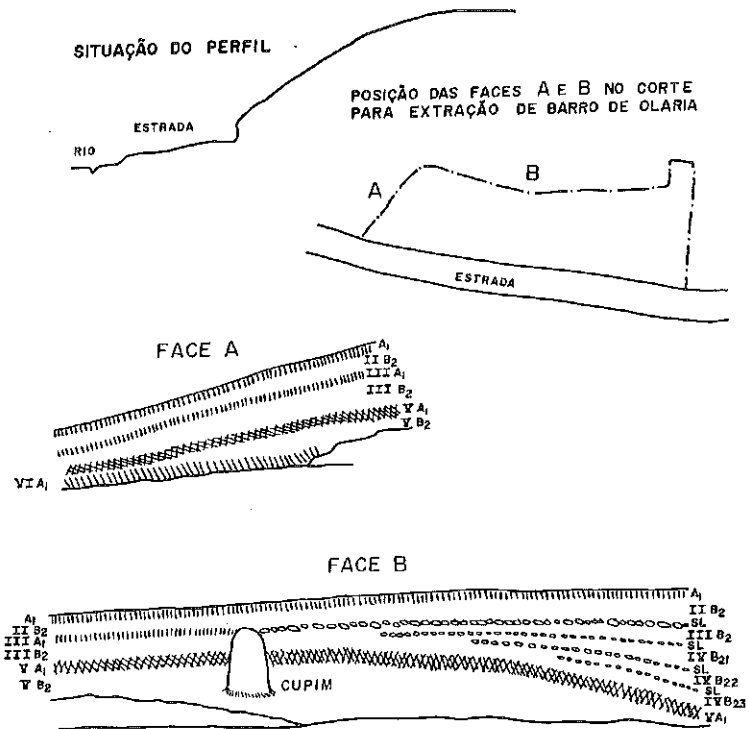 SITUAÇÃO DO PERFIL
ESTRADA
RIO
POSIÇÃO DAS FACES A E B NO CORTE
PARA EXTRAÇÃO DE BARRO DE OLARIA
A
B
ESTRADA
FACE A
A₁
II B₂
III A₁
III B₂
V A₁
V B₂
VI A₁
FACE B
A₁
II B₂
III A₁
III B₂
V A₁
V B₂
CUPIM
A₁
II B₂
SL
III B₂
SL
IV B21
SL
IV B22
SL
IV B23
V A₁